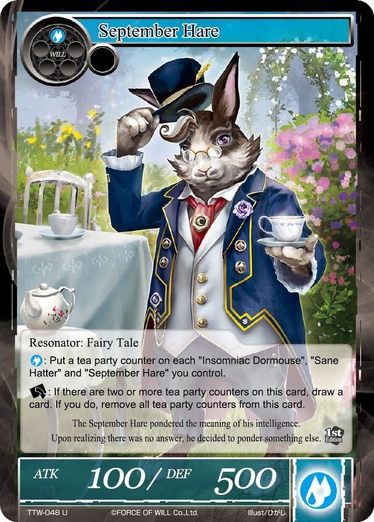 September Hare
WILL
Resonator: Fairy Tale
: Put a tea party counter on each "Insomniac Dormouse", "Sane
Hatter" and "September Hare" you control.
: If there are two or more tea party counters on this card, draw a
card. If you do, remove all tea party counters from this card.
The September Hare pondered the meaning of his intelligence.
Upon realizing there was no answer, he decided to ponder something else.
1st
Edition
ATK 100 / DEF 500
TTW-048 U ©FORCE OF WILL Co.,Ltd. Illust/ひがし